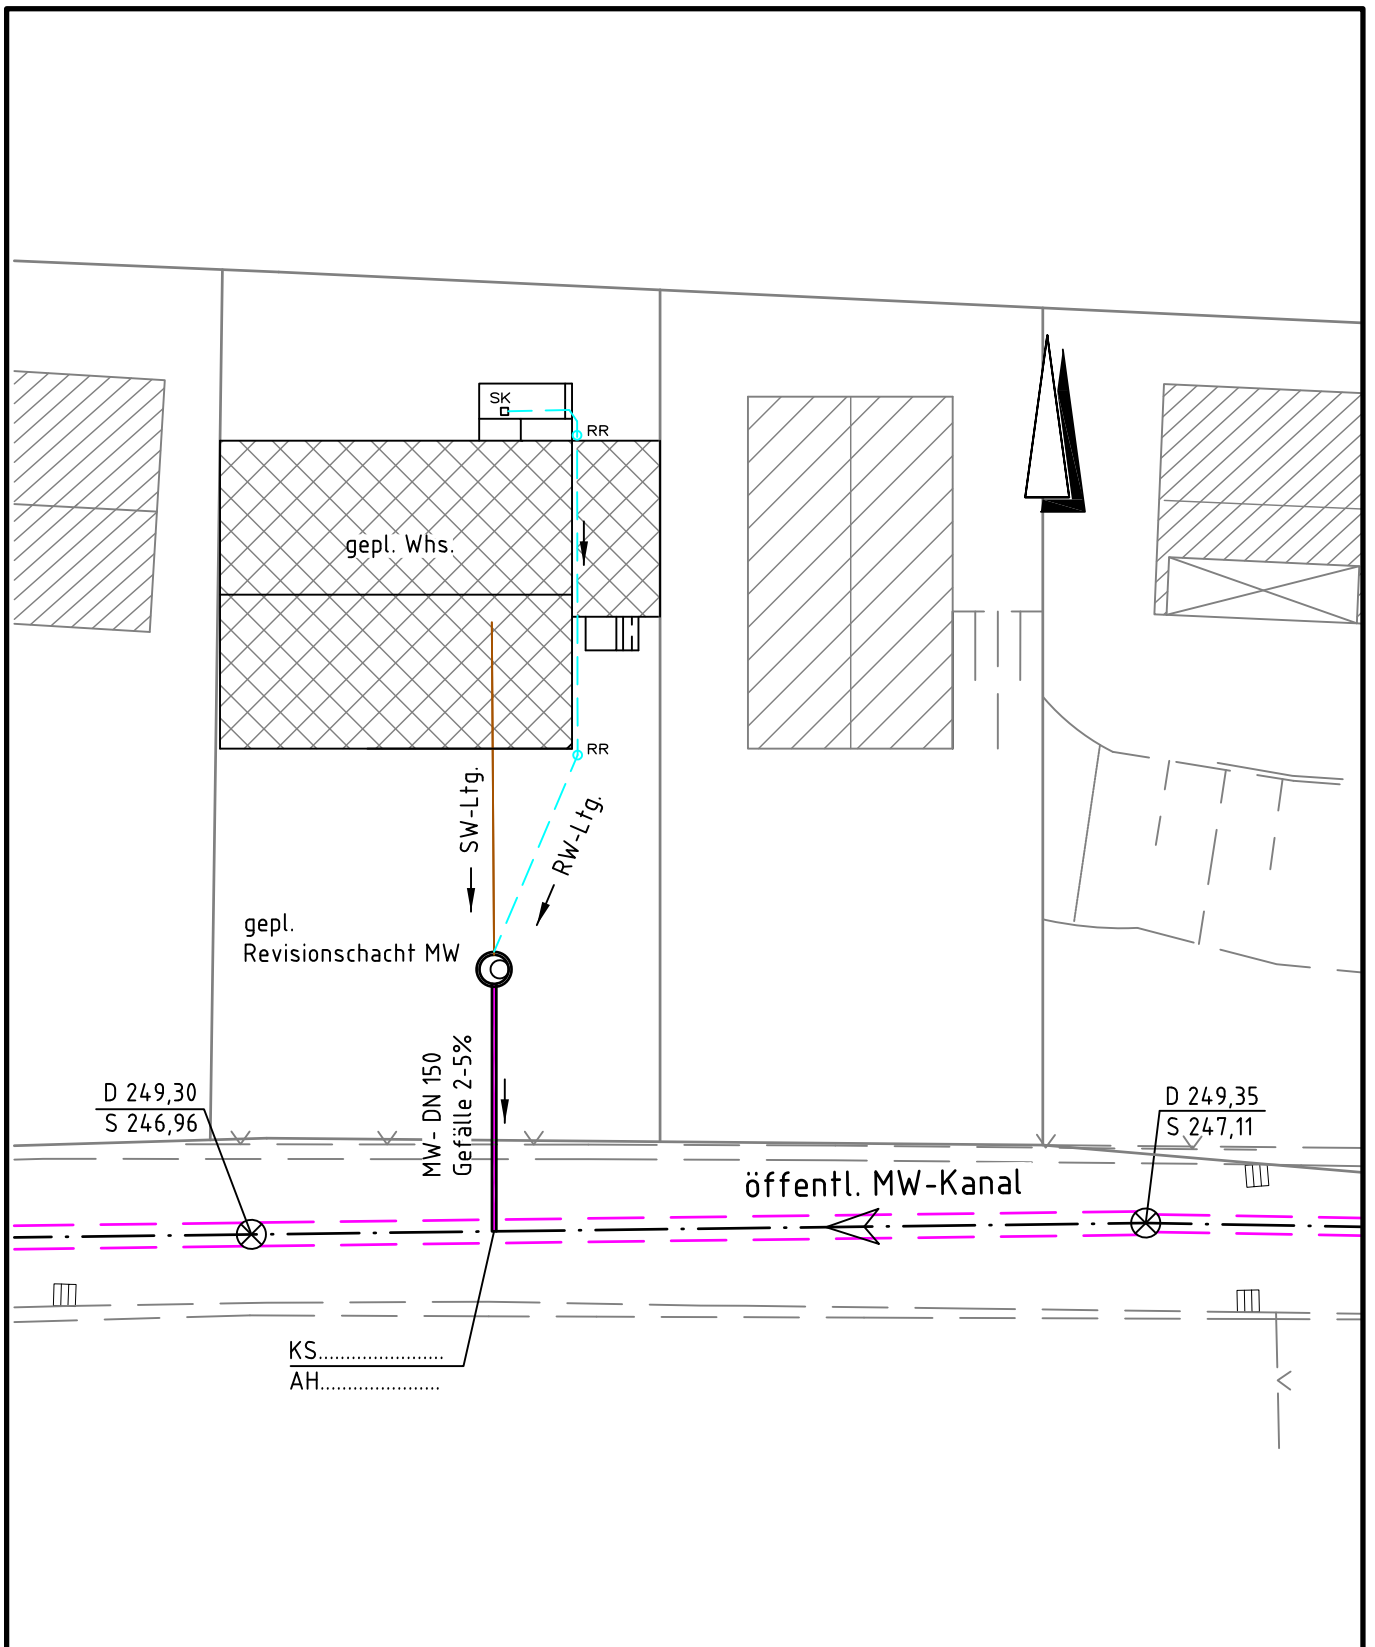 SK
RR
gepl. Whs.
RR
SW-Ltg.
RW-Ltg.
gepl.
Revisionschacht MW
MW- DN 150
Gefälle 2-5%
D 249,30
S 246,96
D 249,35
S 247,11
öffentl. MW-Kanal
KS.......................
AH......................